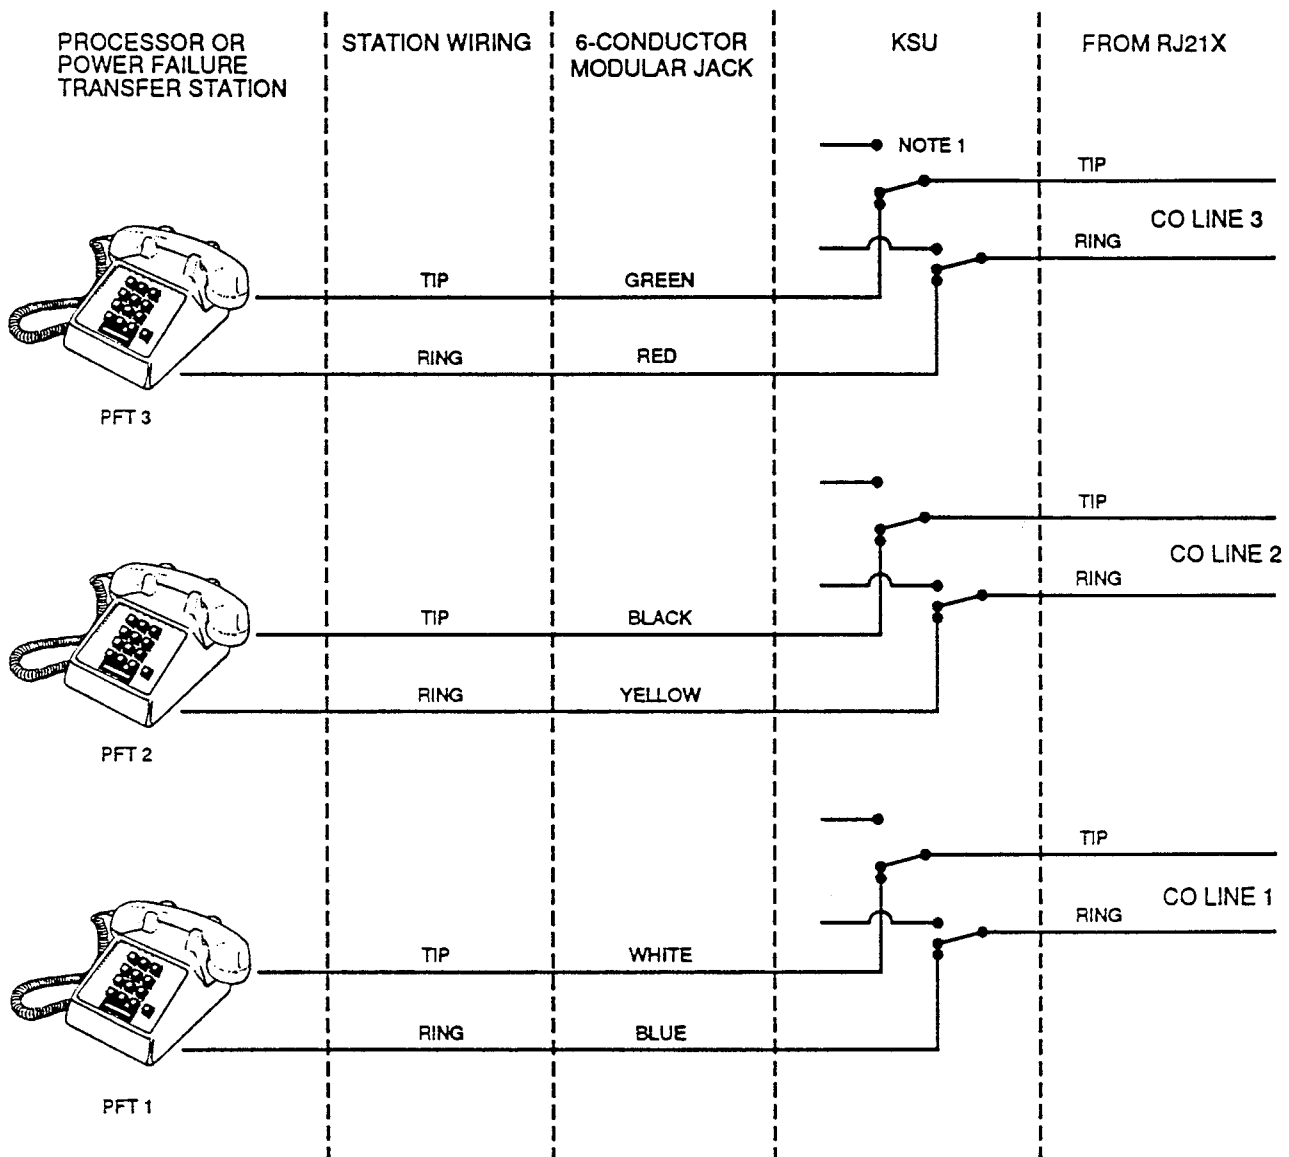 PROCESSOR OR
POWER FAILURE
TRANSFER STATION
STATION WIRING
6-CONDUCTOR
MODULAR JACK
KSU
FROM RJ21X
NOTE 1
TIP
CO LINE 3
RING
TIP
GREEN
RING
RED
PFT 3
TIP
CO LINE 2
RING
TIP
BLACK
RING
YELLOW
PFT 2
TIP
CO LINE 1
RING
TIP
WHITE
RING
BLUE
PFT 1